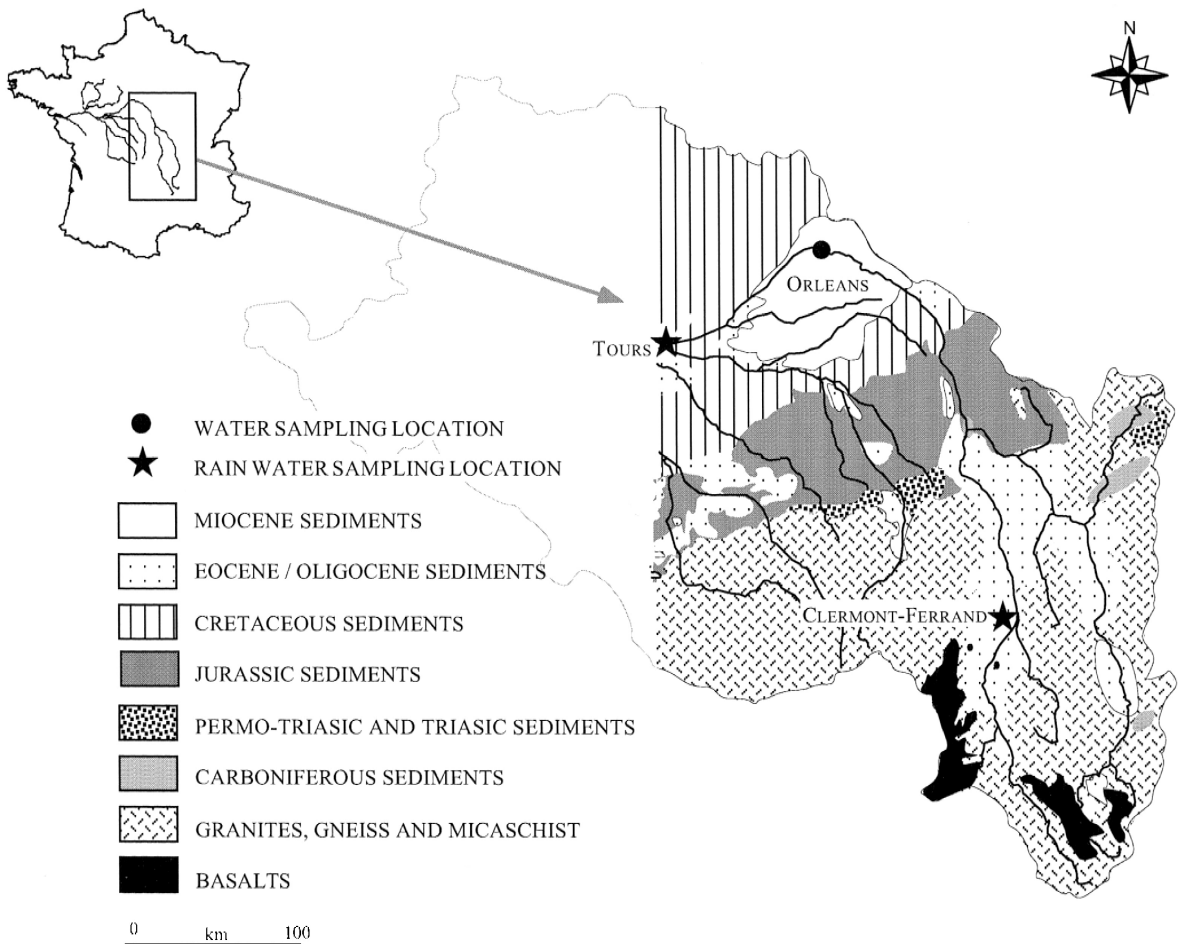 N
ORLEANS
TOURS
WATER SAMPLING LOCATION
RAIN WATER SAMPLING LOCATION
MIOCENE SEDIMENTS
EOCENE / OLIGOCENE SEDIMENTS
CRETACEOUS SEDIMENTS
CLERMONT-FERRAND
JURASSIC SEDIMENTS
PERMO-TRIASIC AND TRIASIC SEDIMENTS
CARBONIFEROUS SEDIMENTS
GRANITES, GNEISS AND MICASCHIST
BASALTS
0 km 100